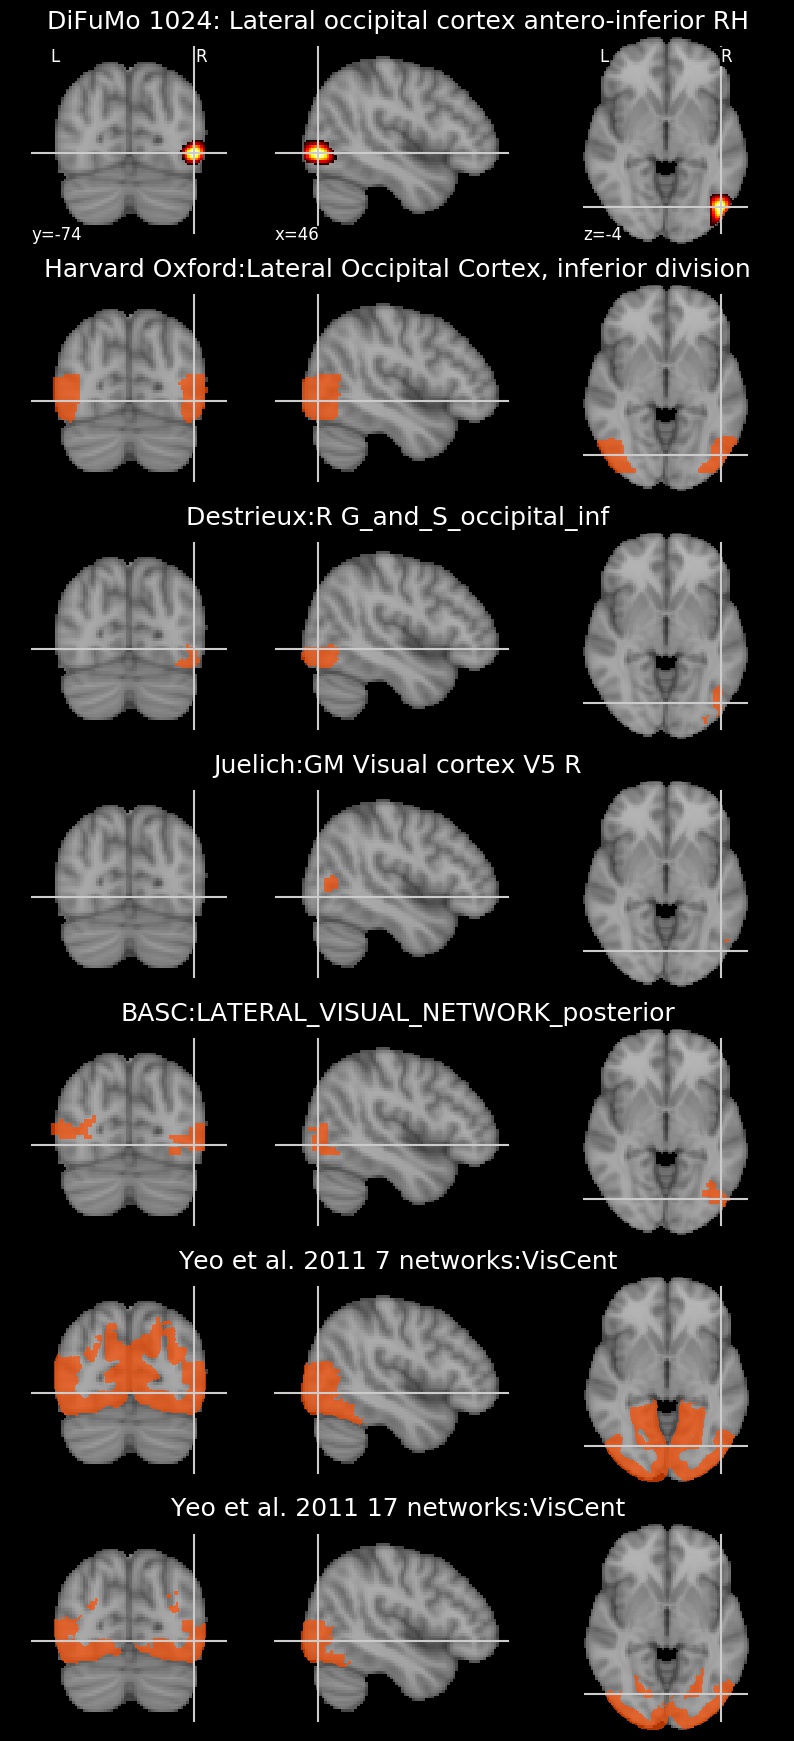 DiFuMo 1024: Lateral occipital cortex antero-inferior RH
L R L R
y=-74 x=46 z=-4
Harvard Oxford:Lateral Occipital Cortex, inferior division
Destrieux:R G_and_S_occipital_inf
Juelich:GM Visual cortex V5 R
BASC:LATERAL_VISUAL_NETWORK_posterior
Yeo et al. 2011 7 networks:VisCent
Yeo et al. 2011 17 networks:VisCent